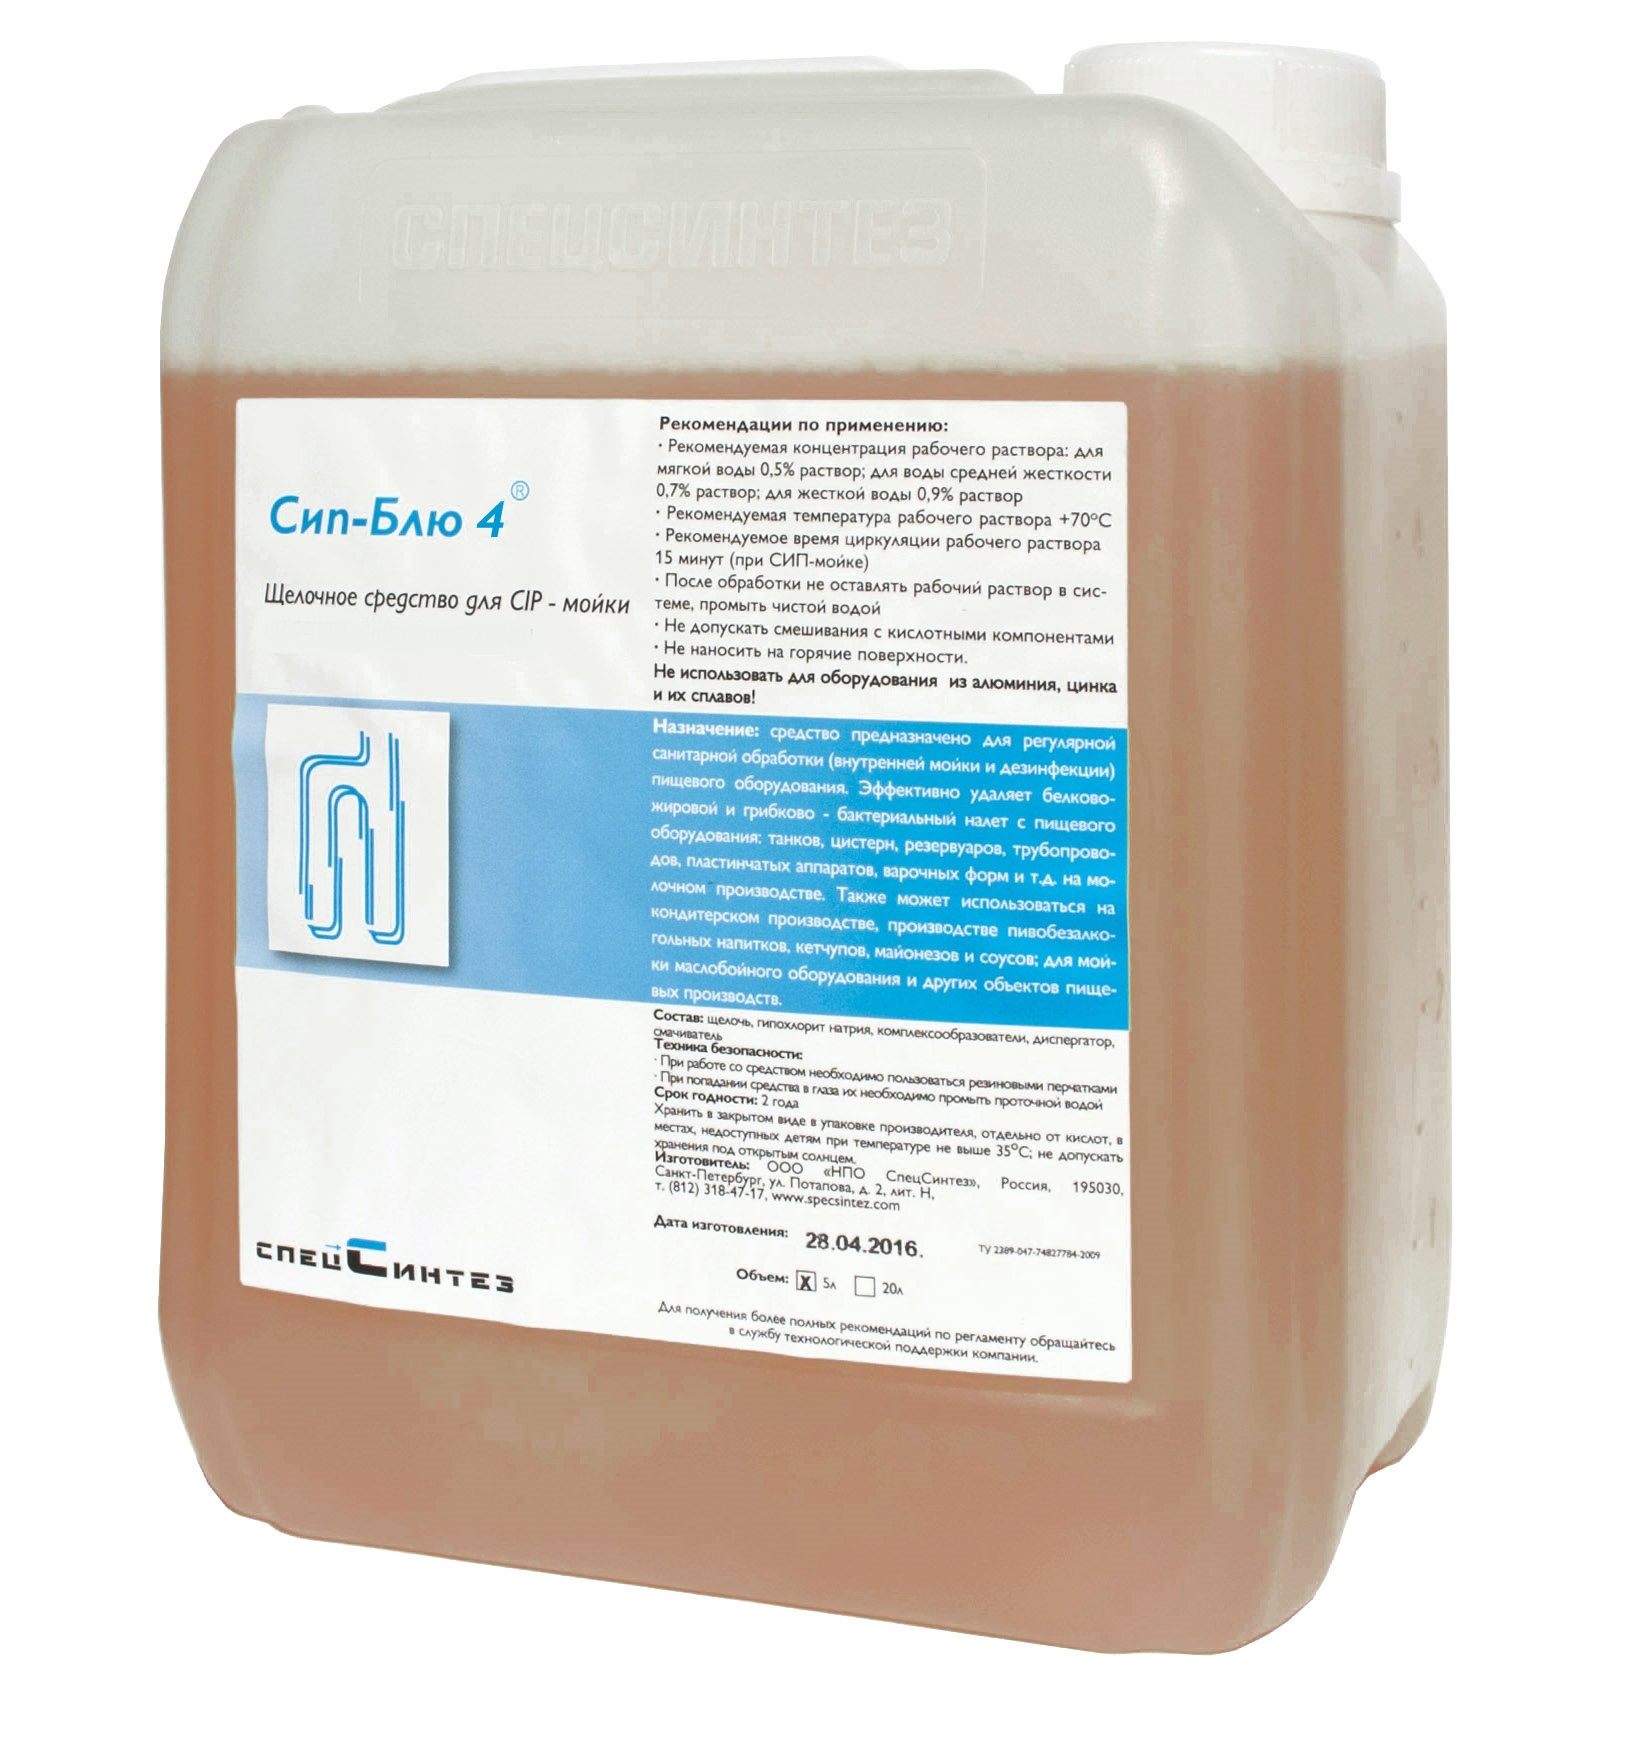 СПЕЦСИНТЕЗ
Сип-Блю 4®
Щелочное средство для CIP - мойки
СПЕЦСИНТЕЗ
Рекомендации по применению:
· Рекомендуемая концентрация рабочего раствора: для
мягкой воды 0,5% раствор; для воды средней жесткости
0,7% раствор; для жесткой воды 0,9% раствор
· Рекомендуемая температура рабочего раствора +70°С
· Рекомендуемое время циркуляции рабочего раствора
15 минут (при СИП-мойке)
· После обработки не оставлять рабочий раствор в сис-
теме, промыть чистой водой
· Не допускать смешивания с кислотными компонентами
· Не наносить на горячие поверхности.
Не использовать для оборудования из алюминия, цинка
и их сплавов!
Назначение: средство предназначено для регулярной
санитарной обработки (внутренней мойки и дезинфекции)
пищевого оборудования. Эффективно удаляет белково-
жировой и грибково - бактериальный налет с пищевого
оборудования: танков, цистерн, резервуаров, трубопрово-
дов, пластинчатых аппаратов, варочных форм и т.д. на мо-
лочном производстве. Также может использоваться на
кондитерском производстве, производстве пивобезалко-
гольных напитков, кетчупов, майонезов и соусов; для мой-
ки маслобойного оборудования и других объектов пище-
вых производств.
Состав: щелочь, гипохлорит натрия, комплексообразователи, диспергатор,
смачиватель
Техника безопасности:
· При работе со средством необходимо пользоваться резиновыми перчатками
· При попадании средства в глаза их необходимо промыть проточной водой
Срок годности: 2 года
Хранить в закрытом виде в упаковке производителя, отдельно от кислот, в
местах, недоступных детям при температуре не выше 35°С; не допускать
хранения под открытым солнцем.
Изготовитель: ООО «НПО СпецСинтез», Россия, 195030,
Санкт-Петербург, ул. Потапова, д. 2, лит. Н,
т. (812) 318-47-17, www.specsintez.com
Дата изготовления: 28.04.2016.
ТУ 2389-047-74827784-2009
Объем: X 5л 20л
Для получения более полных рекомендаций по регламенту обращайтесь
в службу технологической поддержки компании.